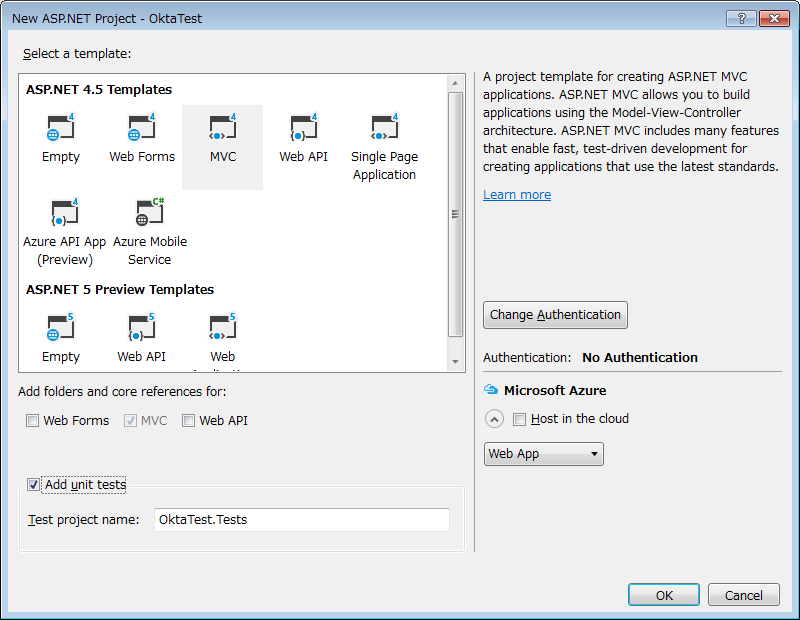 New ASP.NET Project - OktaTest
?
Select a template:
ASP.NET 4.5 Templates
4 4 4 4 4
Empty Web Forms MVC Web API Single Page
Application
4 C#
Azure API App Azure Mobile
(Preview) Service
ASP.NET 5 Preview Templates
5 5 5
Empty Web API Web
A project template for creating ASP.NET MVC
applications. ASP.NET MVC allows you to build
applications using the Model-View-Controller
architecture. ASP.NET MVC includes many features
that enable fast, test-driven development for
creating applications that use the latest standards.
Learn more
Change Authentication
Authentication: No Authentication
Microsoft Azure
Host in the cloud
Web App
Add folders and core references for:
Web Forms MVC Web API
Add unit tests
Test project name: OktaTest.Tests
OK Cancel